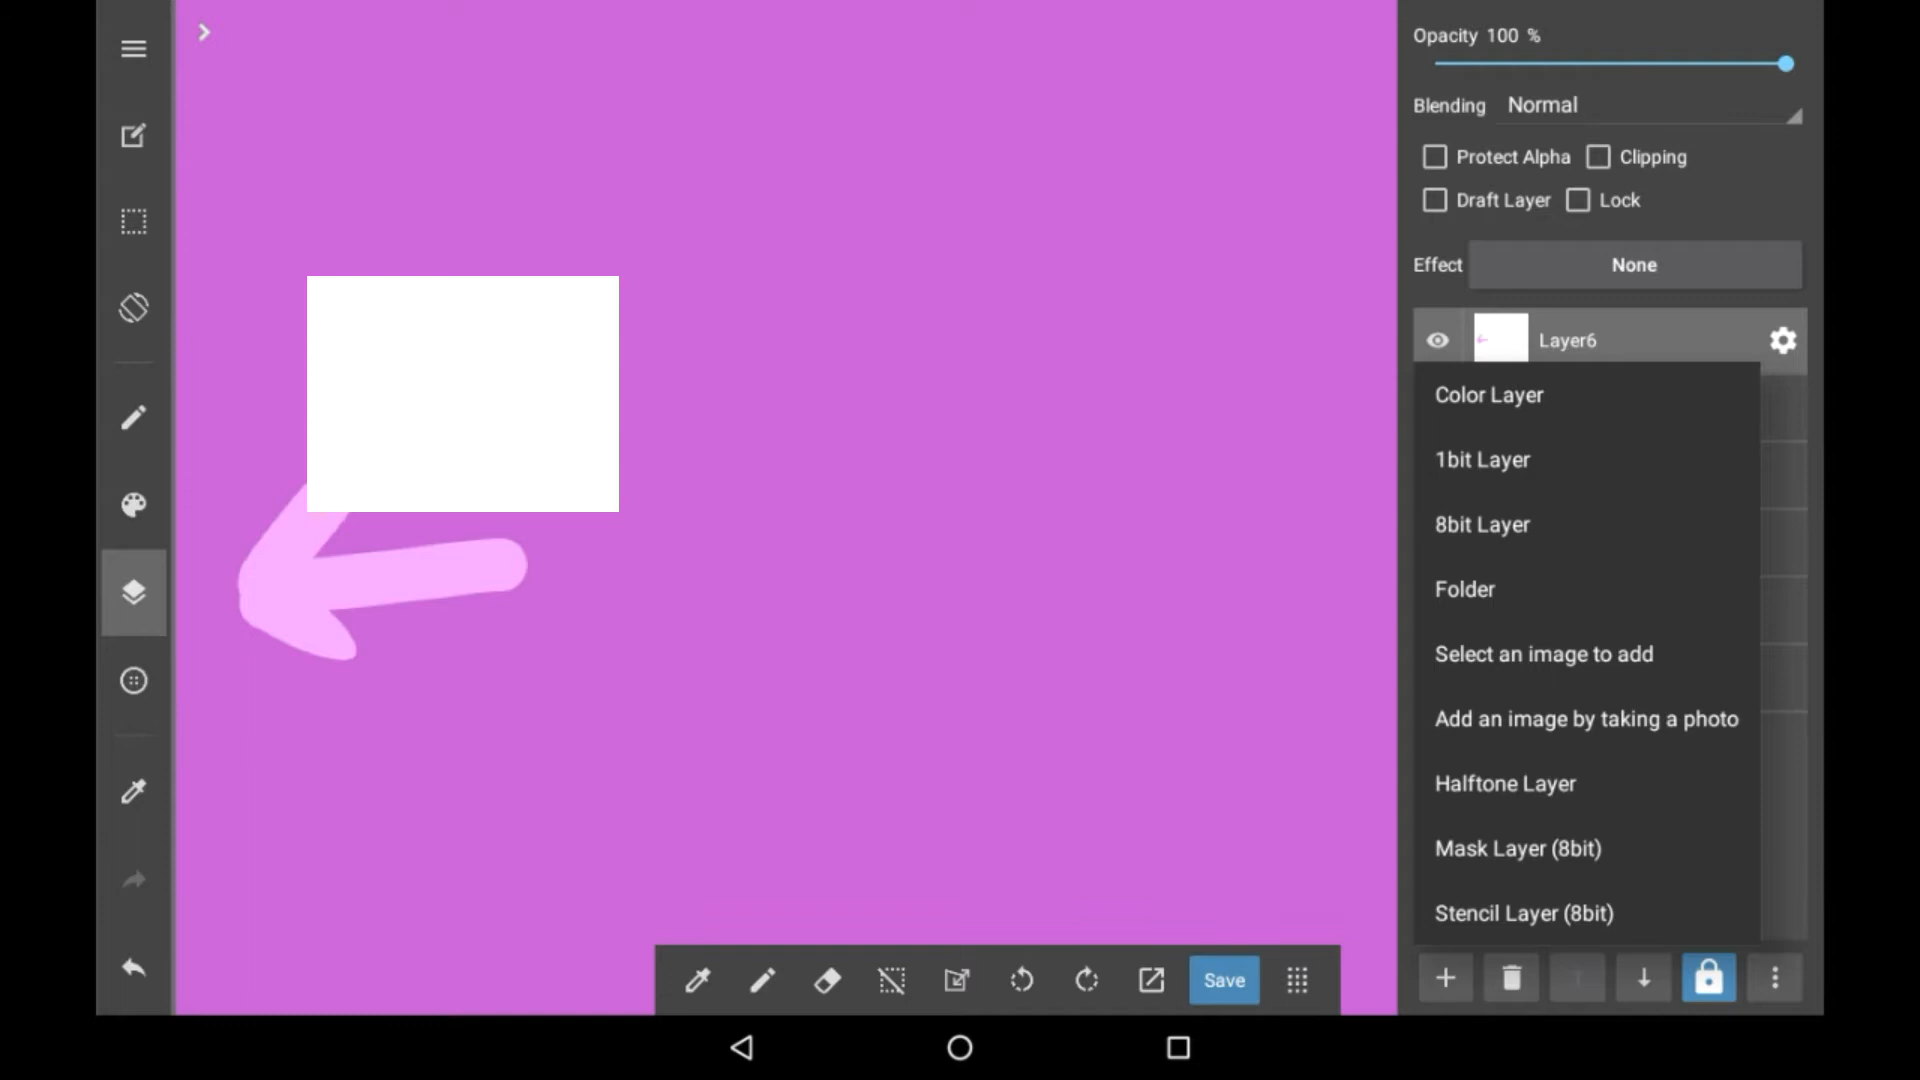 Opacity 100 %
Blending Normal
Protect Alpha Clipping
Draft Layer Lock
Effect None
Layer6
Color Layer
1bit Layer
8bit Layer
Folder
Select an image to add
Add an image by taking a photo
Halftone Layer
Mask Layer (8bit)
Stencil Layer (8bit)
Save